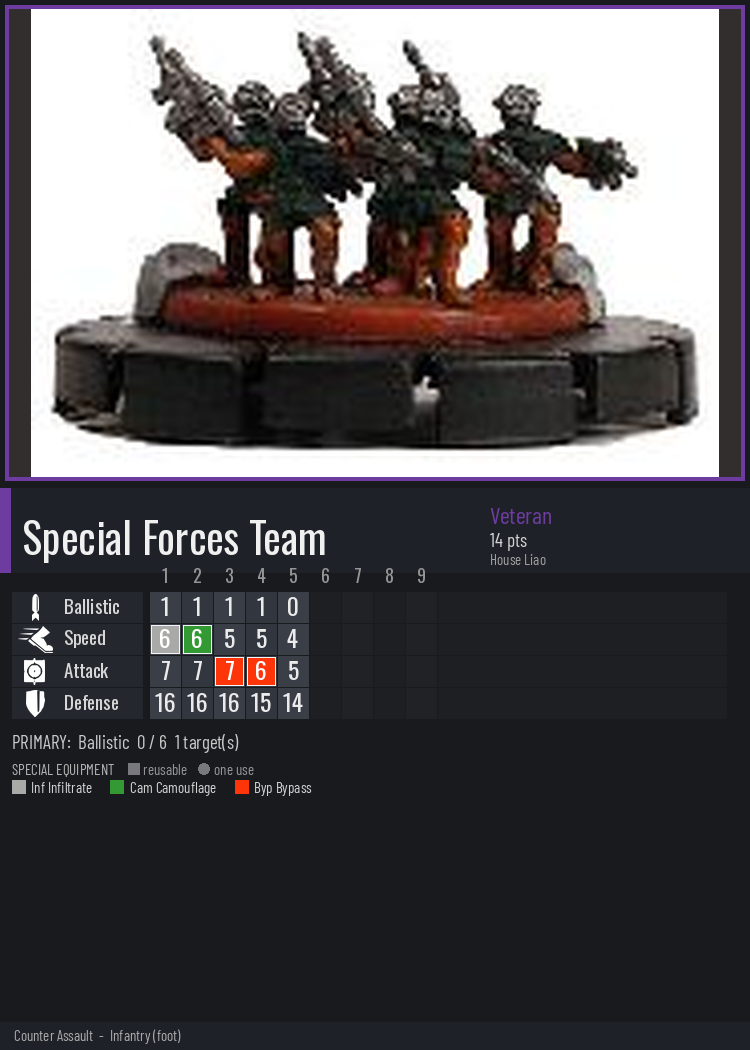 Special Forces Team
Veteran
14 pts
House Liao
1 2 3 4 5 6 7 8 9
Ballistic 1 1 1 1 0
Speed 6 6 5 5 4
Attack 7 7 7 6 5
Defense 16 16 16 15 14
PRIMARY: Ballistic 0 / 6 1 target(s)
SPECIAL EQUIPMENT reusable one use
Inf Infiltrate Cam Camouflage Byp Bypass
Counter Assault - Infantry (foot)